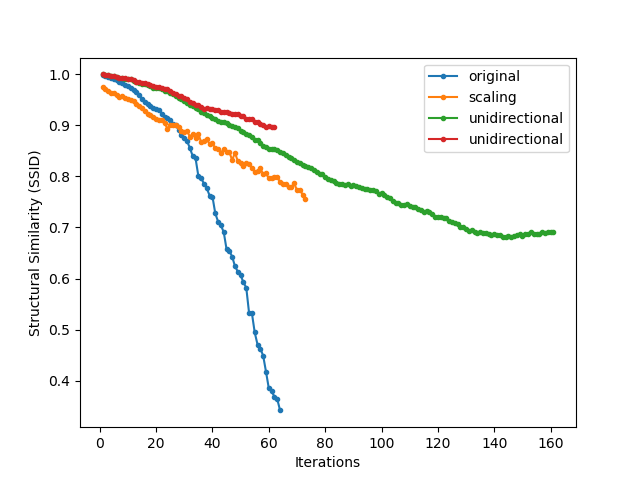 original
scaling
unidirectional
unidirectional
1.0
0.9
0.8
0.7
0.6
0.5
0.4
Structural Similarity (SSID)
0 20 40 60 80 100 120 140 160
Iterations